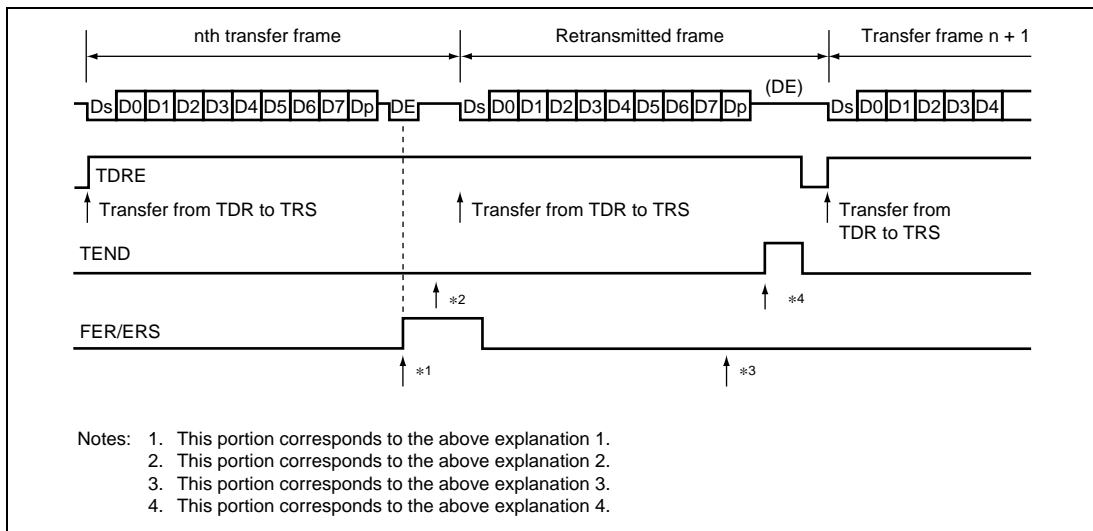 nth transfer frame Retransmitted frame Transfer frame n + 1
(DE)
Ds D0 D1 D2 D3 D4 D5 D6 D7 Dp DE Ds D0 D1 D2 D3 D4 D5 D6 D7 Dp Ds D0 D1 D2 D3 D4
TDRE
Transfer from TDR to TRS Transfer from TDR to TRS Transfer from
TDR to TRS
TEND
*2 *4
FER/ERS
*1 *3
Notes: 1. This portion corresponds to the above explanation 1.
2. This portion corresponds to the above explanation 2.
3. This portion corresponds to the above explanation 3.
4. This portion corresponds to the above explanation 4.